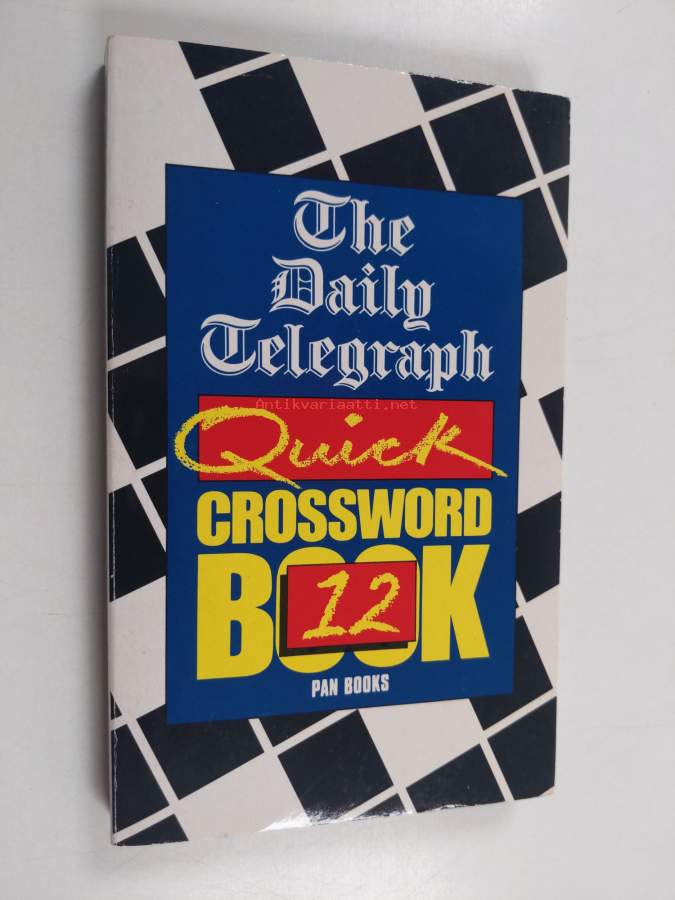 The
Daily
Telegraph
Antikvariaatti.net
Quick
CROSSWORD
BOOK
12
PAN BOOKS